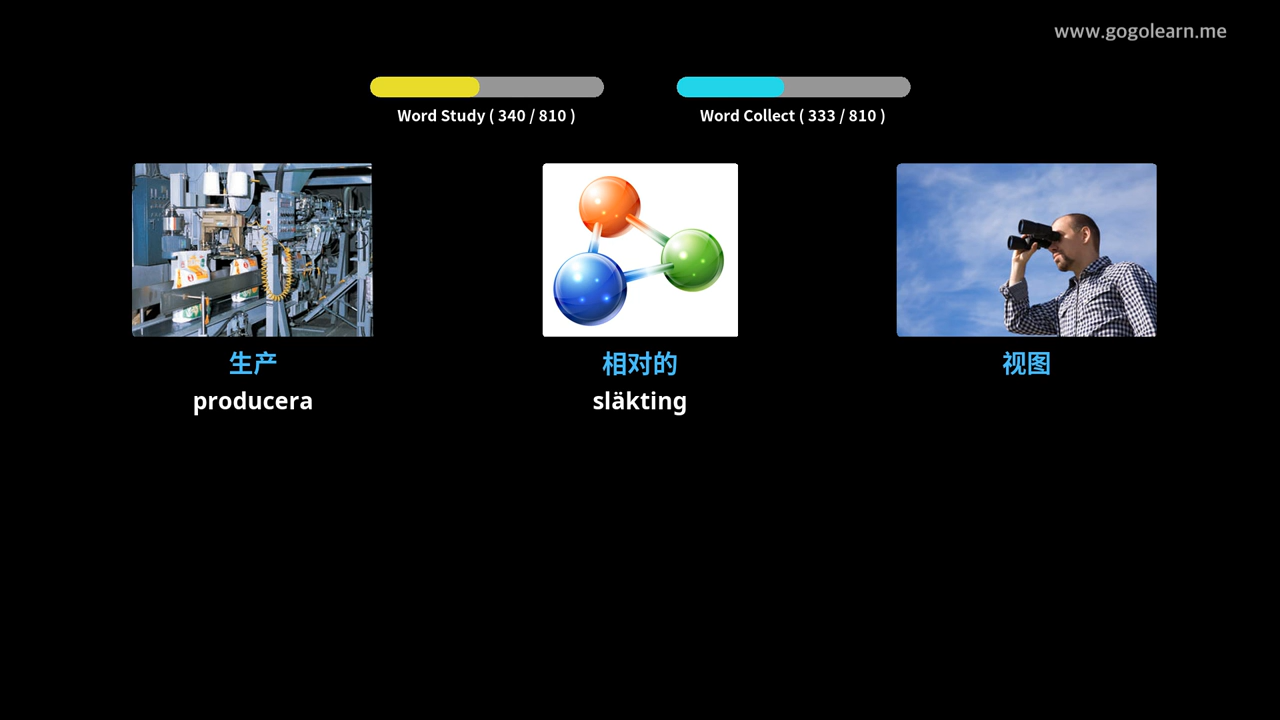 www.gogolearn.me
Word Study ( 340 / 810 )
Word Collect ( 333 / 810 )
生产
相对的
视图
producera
släkting